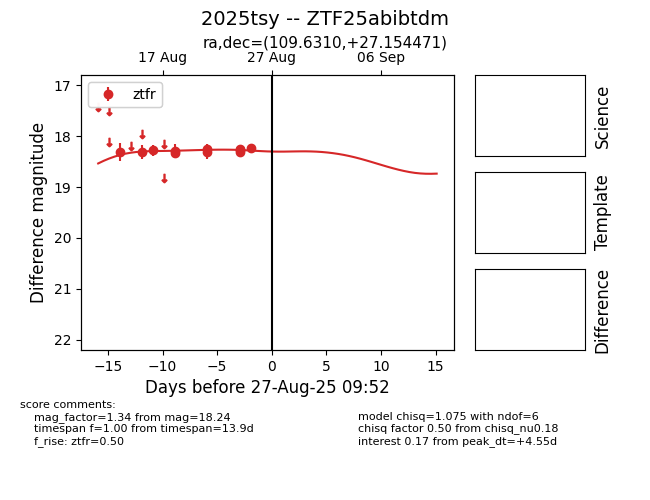 2025tsy -- ZTF25abibtdm
ra,dec=(109.6310,+27.154471)
17 Aug 27 Aug 06 Sep
ztfr
17
18
19
20
21
22
Difference magnitude
−15 −10 −5 0 5 10 15
Days before 27-Aug-25 09:52
Science
Template
Difference
score comments:
mag_factor=1.34 from mag=18.24
timespan f=1.00 from timespan=13.9d
f_rise: ztfr=0.50
model chisq=1.075 with ndof=6
chisq factor 0.50 from chisq_nu0.18
interest 0.17 from peak_dt=+4.55d